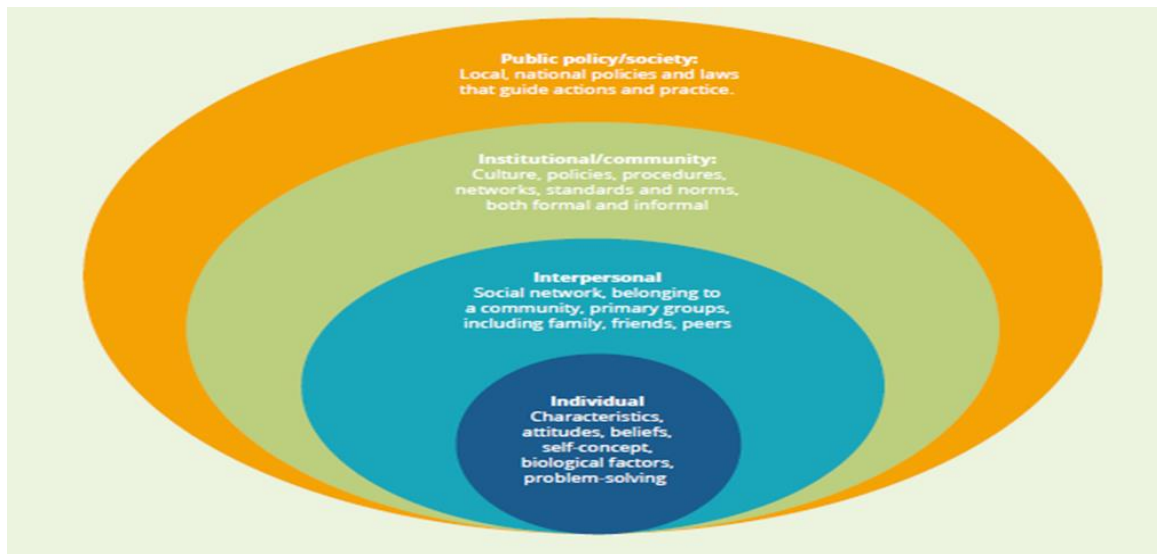 Public policy/society:
Local, national policies and laws
that guide actions and practice.
Institutional/community:
Culture, policies, procedures,
networks, standards and norms,
both formal and informal
Interpersonal
Social network, belonging to
a community, primary groups,
including family, friends, peers
Individual
Characteristics,
attitudes, beliefs,
self-concept,
biological factors,
problem-solving